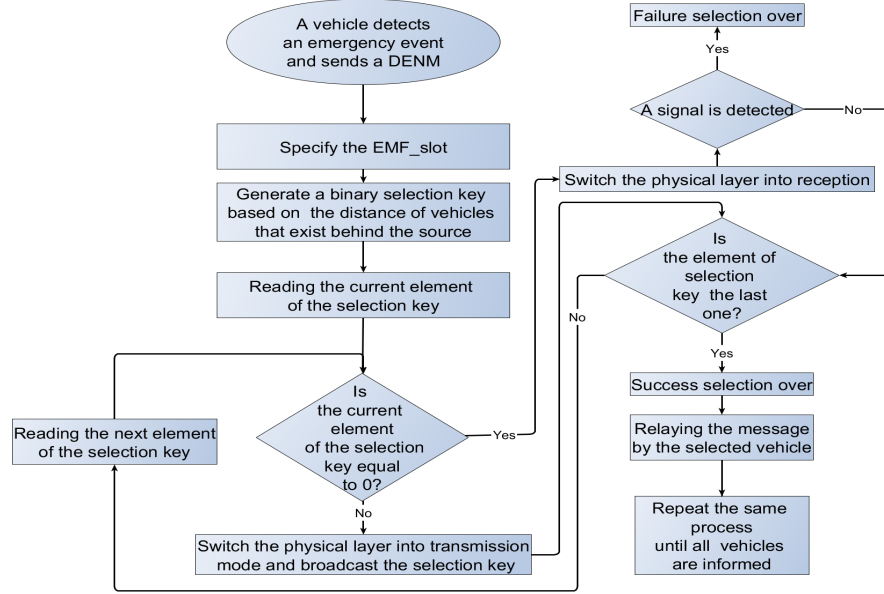 A vehicle detects
an emergency event
and sends a DENM
Specify the EMF_slot
Generate a binary selection key
based on the distance of vehicles
that exist behind the source
Reading the current element
of the selection key
Is
the current
element
of the selection
key equal
to 0?
Yes
No
Reading the next element
of the selection key
Switch the physical layer into transmission
mode and broadcast the selection key
Failure selection over
Yes
A signal is detected
No
Switch the physical layer into reception
Is
the element of
selection
key the last
one?
No
Yes
Success selection over
Relaying the message
by the selected vehicle
Repeat the same
process
until all vehicles
are informed